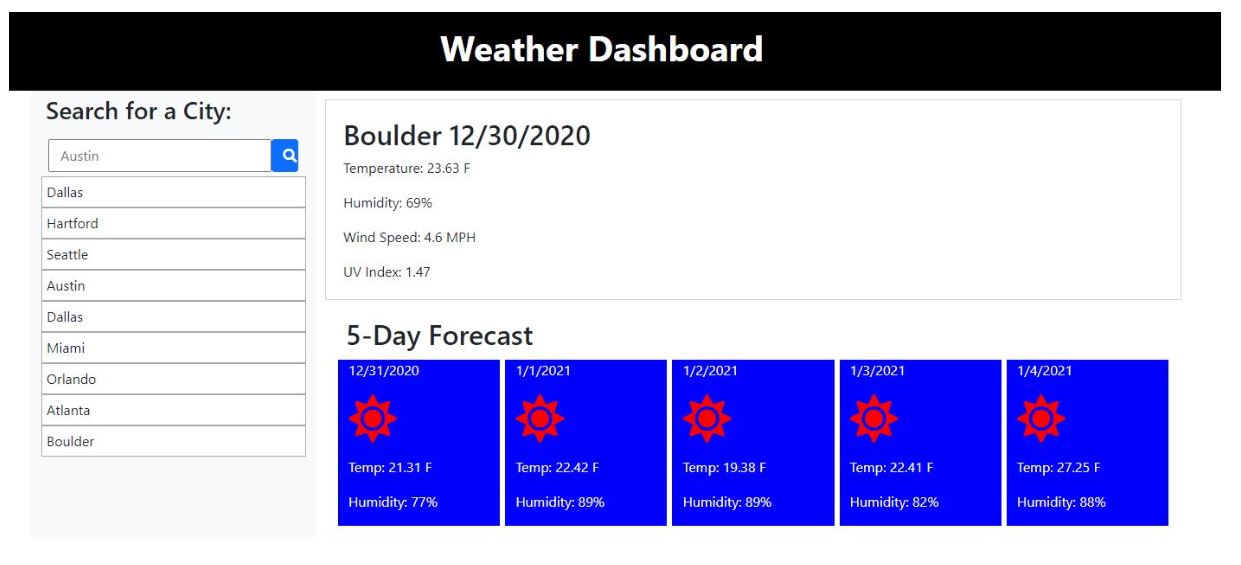 Weather Dashboard
Search for a City:
Austin
Dallas
Hartford
Seattle
Austin
Dallas
Miami
Orlando
Atlanta
Boulder
Boulder 12/30/2020
Temperature: 23.63 F
Humidity: 69%
Wind Speed: 4.6 MPH
UV Index: 1.47
5-Day Forecast
12/31/2020
Temp: 21.31 F
Humidity: 77%
1/1/2021
Temp: 22.42 F
Humidity: 89%
1/2/2021
Temp: 19.38 F
Humidity: 89%
1/3/2021
Temp: 22.41 F
Humidity: 82%
1/4/2021
Temp: 27.25 F
Humidity: 88%